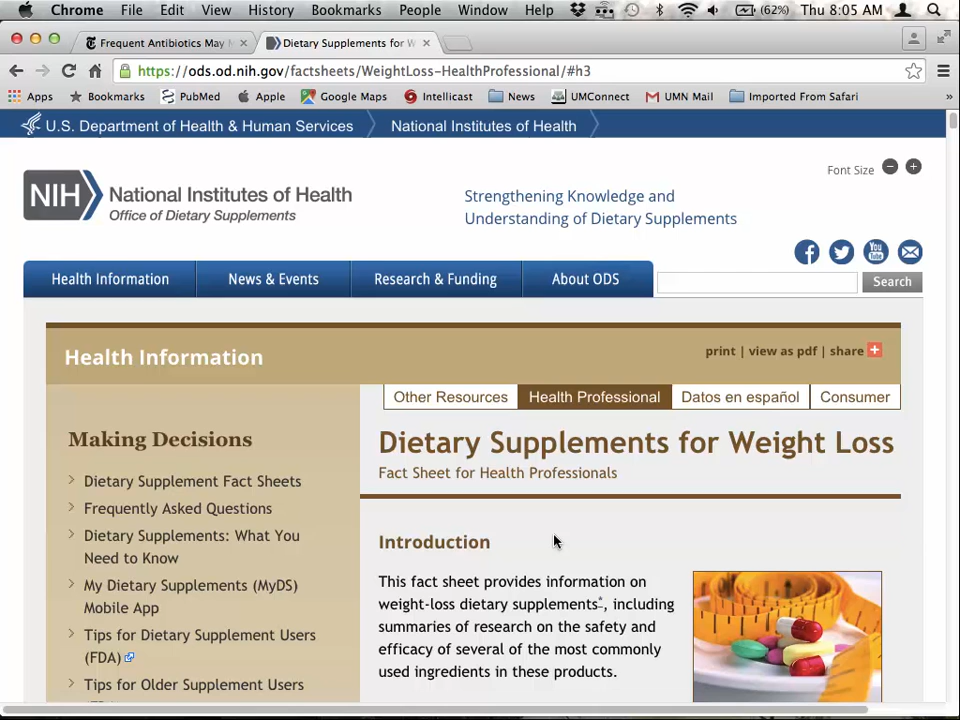 Chrome File Edit View History Bookmarks People Window Help (62%) Thu 8:05 AM
Frequent Antibiotics May
Dietary Supplements for W
https://ods.od.nih.gov/factsheets/WeightLoss-HealthProfessional/#h3
Apps Bookmarks PubMed Apple Google Maps Intellicast News UMConnect UMN Mail Imported From Safari »
U.S. Department of Health & Human Services National Institutes of Health
Font Size
NIH National Institutes of Health
Office of Dietary Supplements
Strengthening Knowledge and
Understanding of Dietary Supplements
You
Tube
Health Information News & Events Research & Funding About ODS Search
Health Information
print | view as pdf | share
Other Resources Health Professional Datos en español Consumer
Making Decisions
Dietary Supplement Fact Sheets
Frequently Asked Questions
Dietary Supplements: What You
Need to Know
My Dietary Supplements (MyDS)
Mobile App
Tips for Dietary Supplement Users
(FDA)
Tips for Older Supplement Users
Dietary Supplements for Weight Loss
Fact Sheet for Health Professionals
Introduction
This fact sheet provides information on
weight-loss dietary supplements*, including
summaries of research on the safety and
efficacy of several of the most commonly
used ingredients in these products.